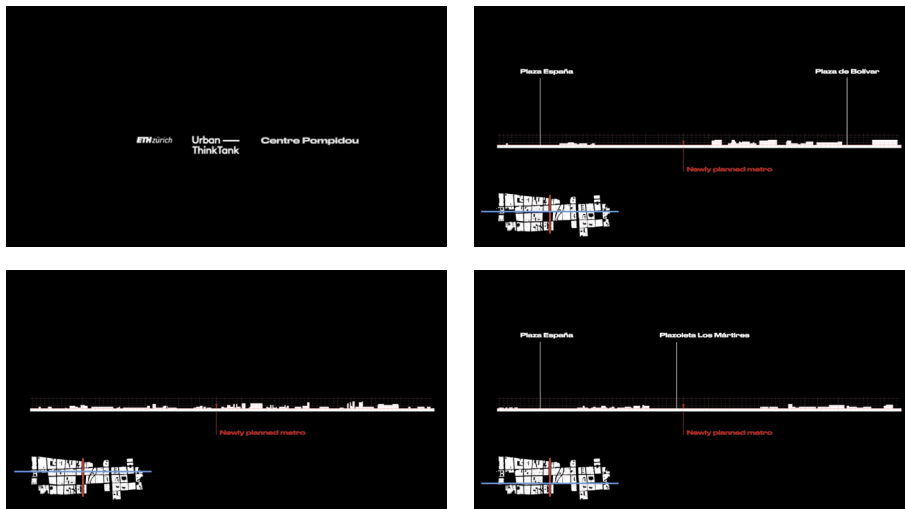 ETH zürich
Urban —
ThinkTank
Centre Pompidou
Plaza España
Plaza de Bolívar
Newly planned metro
Newly planned metro
Plaza España
Plazoleta Los Mártires
Newly planned metro